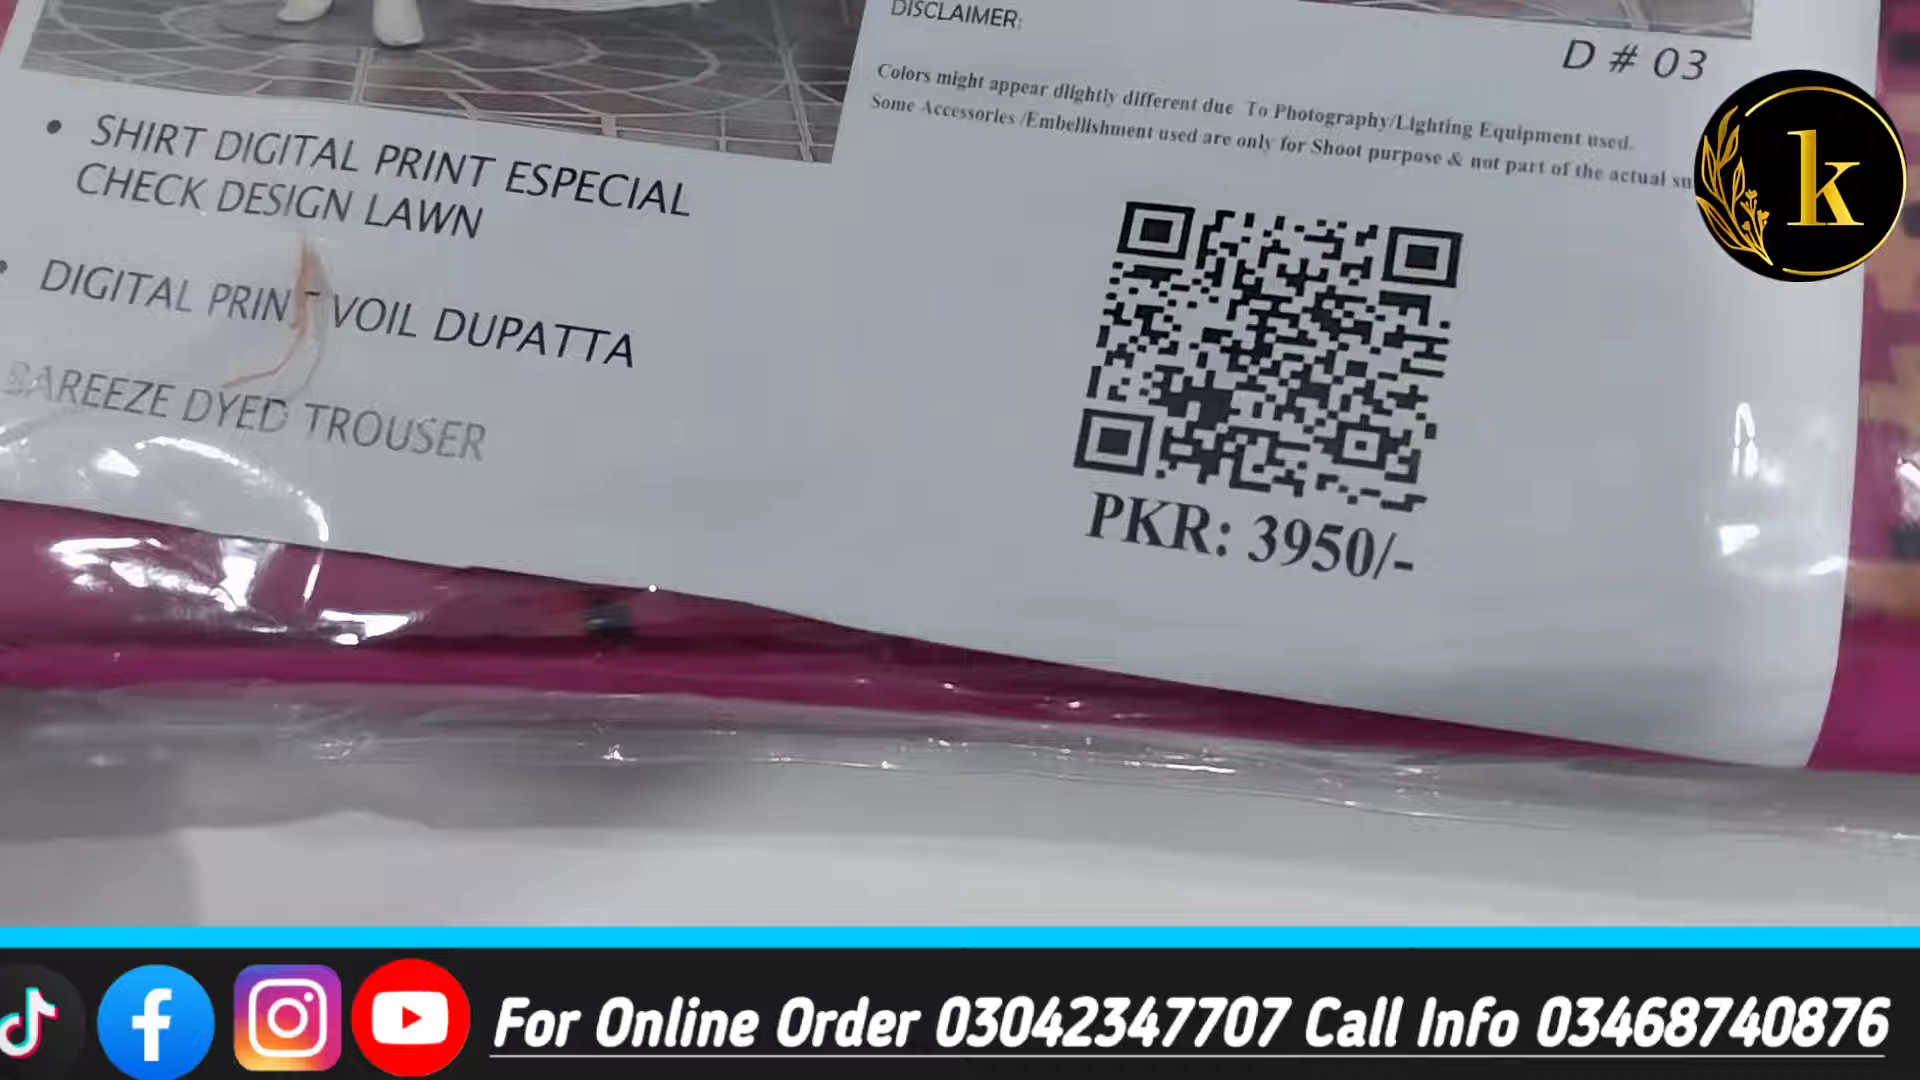 DISCLAIMER:
D # 03
Colors might appear dlightly different due To Photography/Lighting Equipment used.
Some Accessories /Embellishment used are only for Shoot purpose & not part of the actual
• SHIRT DIGITAL PRINT ESPECIAL
CHECK DESIGN LAWN
• DIGITAL PRINT VOIL DUPATTA
BAREEZE DYED TROUSER
PKR: 3950/-
k
For Online Order 03042347707 Call Info 03468740876